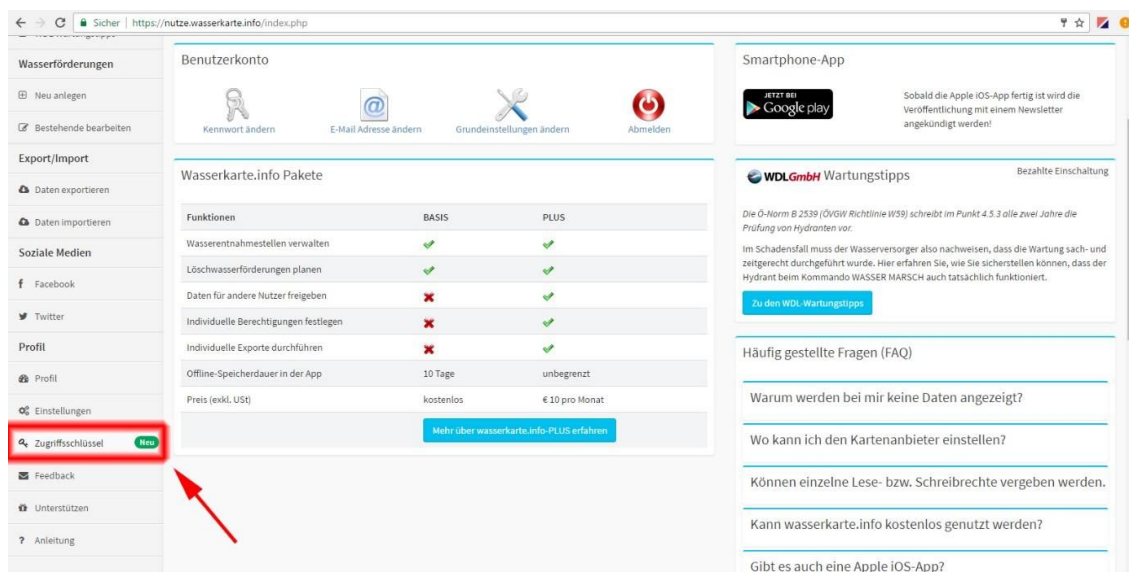 Sicher | https://nutze.wasserkarte.info/index.php
Wasserförderungen
Neu anlegen
Bestehende bearbeiten
Export/Import
Daten exportieren
Daten importieren
Soziale Medien
Facebook
Twitter
Profil
Profil
Einstellungen
Zugriffsschlüssel Neu
Feedback
Unterstützen
? Anleitung
Benutzerkonto
Kennwort ändern E-Mail Adresse ändern Grundeinstellungen ändern Abmelden
Wasserkarte.info Pakete
Funktionen BASIS PLUS
Wasserentnahmestellen verwalten
Löschwasserförderungen planen
Daten für andere Nutzer freigeben
Individuelle Berechtigungen festlegen
Individuelle Exporte durchführen
Offline-Speicherdauer in der App 10 Tage unbegrenzt
Preis (exkl. USt) kostenlos € 10 pro Monat
Mehr über wasserkarte.info-PLUS erfahren
Smartphone-App
JETZT BEI
Google play
Sobald die Apple iOS-App fertig ist wird die
Veröffentlichung mit einem Newsletter
angekündigt werden!
WDL GmbH Wartungstipps Bezahlte Einschaltung
Die Ö-Norm B 2539 (ÖVGW Richtlinie W59) schreibt im Punkt 4.5.3 alle zwei Jahre die
Prüfung von Hydranten vor.
Im Schadensfall muss der Wasserversorger also nachweisen, dass die Wartung sach- und
zeitgerecht durchgeführt wurde. Hier erfahren Sie, wie Sie sicherstellen können, dass der
Hydrant beim Kommando WASSER MARSCH auch tatsächlich funktioniert.
Zu den WDL-Wartungstipps
Häufig gestellte Fragen (FAQ)
Warum werden bei mir keine Daten angezeigt?
Wo kann ich den Kartenanbieter einstellen?
Können einzelne Lese- bzw. Schreibrechte vergeben werden.
Kann wasserkarte.info kostenlos genutzt werden?
Gibt es auch eine Apple iOS-App?